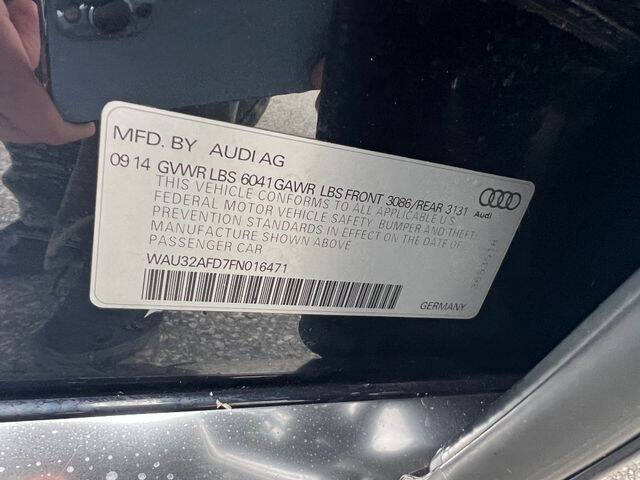 MFD. BY AUDI AG
09 14 GVWR LBS 6041 GAWR LBS FRONT 3086/REAR 3131
THIS VEHICLE CONFORMS TO ALL APPLICABLE U.S.
FEDERAL MOTOR VEHICLE SAFETY, BUMPER AND THEFT
PREVENTION STANDARDS IN EFFECT ON THE DATE OF
MANUFACTURE SHOWN ABOVE
PASSENGER CAR
WAU32AFD7FN016471
GERMANY
Audi